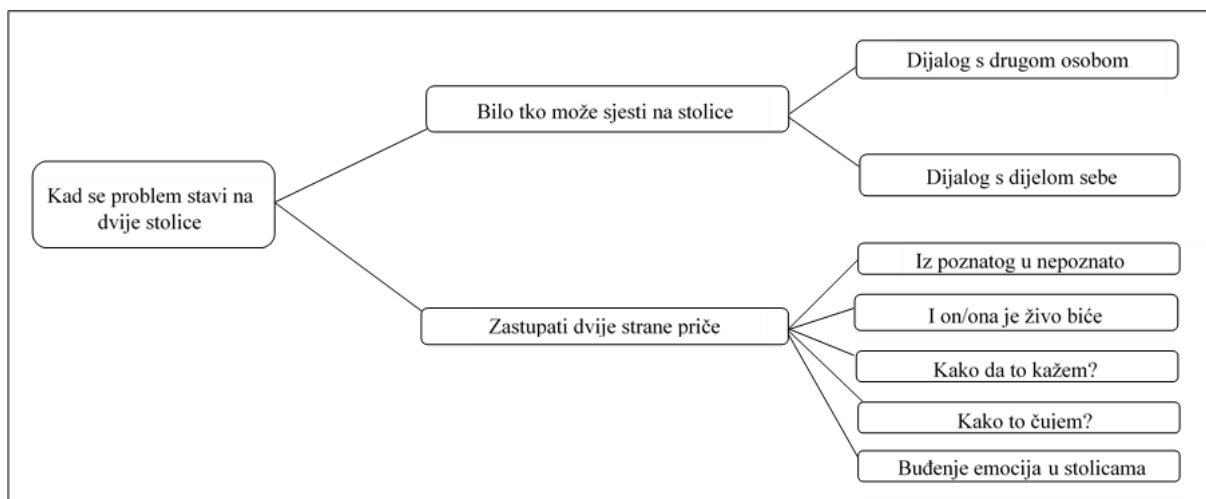 Kad se problem stavi na
dvije stolice
Bilo tko može sjesti na stolice
Dijalog s drugom osobom
Dijalog s dijelom sebe
Zastupati dvije strane priče
Iz poznatog u nepoznato
I on/ona je živo biće
Kako da to kažem?
Kako to čujem?
Buđenje emocija u stolicama